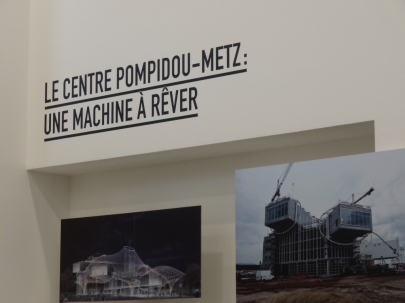 LE CENTRE POMPIDOU-METZ:
UNE MACHINE À RÊVER